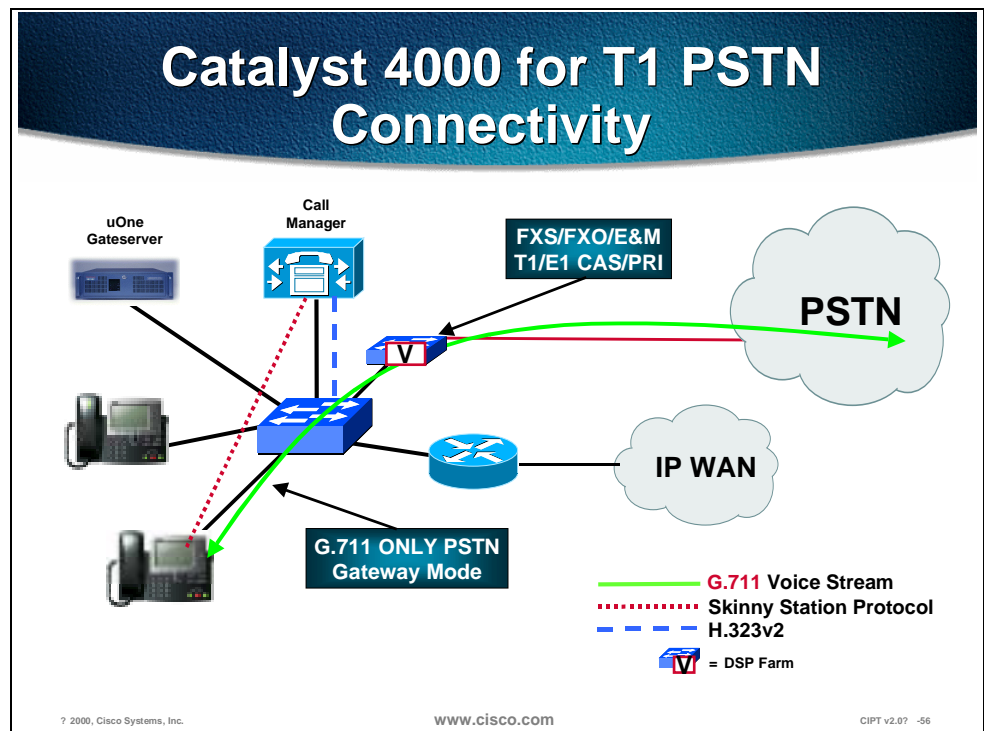 Catalyst 4000 for T1 PSTN
Connectivity
uOne
Gateserver
Call
Manager
FXS/FXO/E&M
T1/E1 CAS/PRI
PSTN
V
IP WAN
G.711 ONLY PSTN
Gateway Mode
G.711 Voice Stream
Skinny Station Protocol
H.323v2
V
= DSP Farm
? 2000, Cisco Systems, Inc.
www.cisco.com
CIPT v2.0? -56